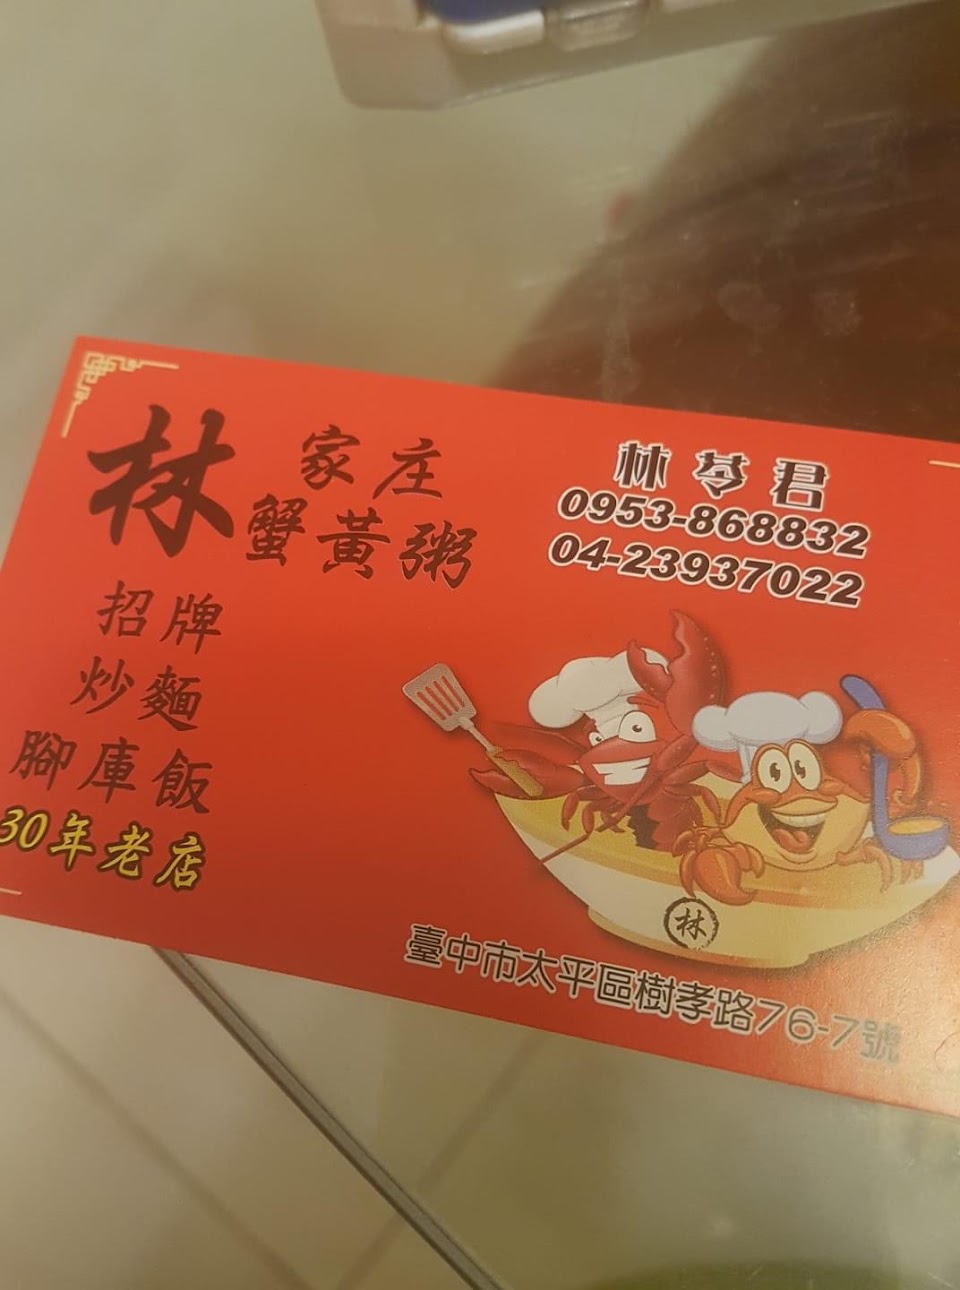 林家庄
蟹黃粥
招牌
炒麵
腳庫飯
30年老店
林苓君
0953-868832
04-23937022
林
臺中市太平區樹孝路76-7號